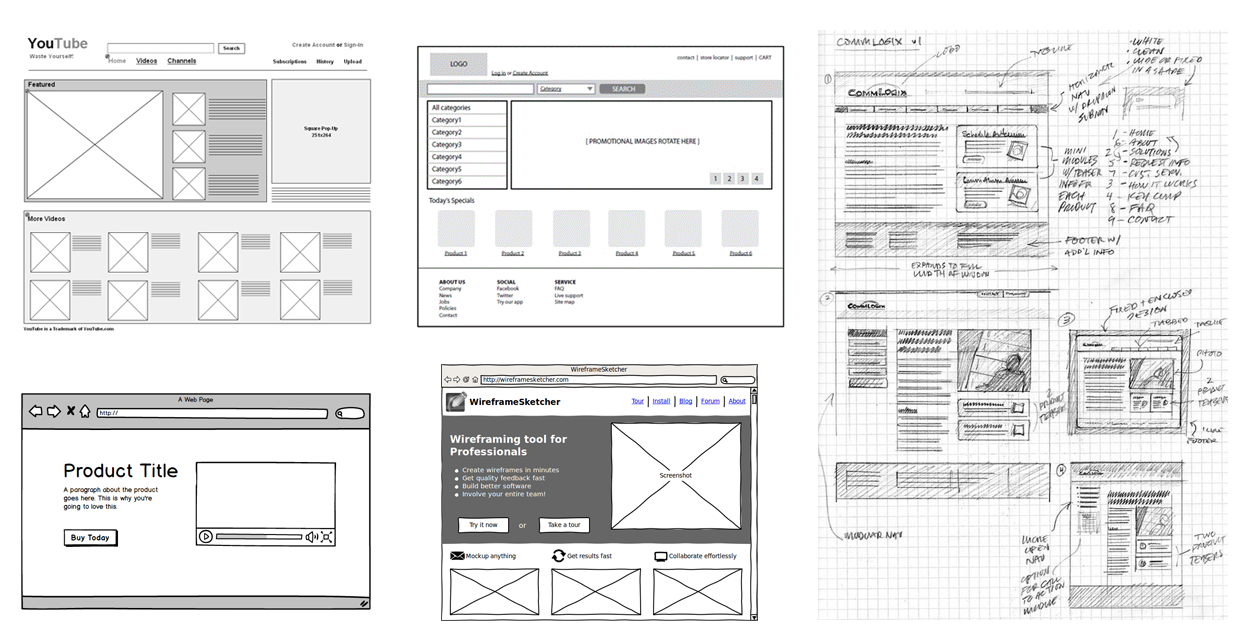 YouTube
Waste Yourself!
Search
Create Account or Sign-In
Home Videos Channels
Subscriptions History Upload
Featured
Square Pop-Up
251x264
More Videos
YouTube is a Trademark of YouTube.com
LOGO
Log in or Create Account
contact | store locator | support | CART
Category
SEARCH
All categories
Category1
Category2
Category3
Category4
Category5
Category6
[ PROMOTIONAL IMAGES ROTATE HERE ]
1 2 3 4
Today's Specials
Product 1 Product 2 Product 3 Product 4 Product 5 Product 6
ABOUT US
Company
News
Jobs
Policies
Contact
SOCIAL
Facebook
Twitter
Try our app
SERVICE
FAQ
Live support
Site map
A Web Page
http://
Product Title
A paragraph about the product
goes here. This is why you're
going to love this.
Buy Today
WireframeSketcher
http://wireframesketcher.com
WireframeSketcher
Tour | Install | Blog | Forum | About
Wireframing tool for
Professionals
Create wireframes in minutes
Get quality feedback fast
Build better software
Involve your entire team!
Try it now or Take a tour
Screenshot
Mockup anything Get results fast Collaborate effortlessly
COMMLOGIX v1
LOGO
TAGLINE
- WHITE
- CLEAN
- WIDE OR FIXED
IN A SHAPE
1
COMMLOGIX
HORIZONTAL
NAV
W/ DROPDOWN
SUBNAV
MINI
MODULES
W/TEASER
INFO FOR
EACH
PRODUCT
1 - HOME
6 - ABOUT
2 - SOLUTIONS
5 - REQUEST INFO
7 - CUST. SERV.
3 - HOW IT WORKS
4 - KEY COMP
8 - FAQ
9 - CONTACT
FOOTER W/
ADD'L INFO
EXPANDS TO FULL
WIDTH OF WINDOW
2
COMMLOGIX
2
PRODUCT
TEASERS
3
FIXED + ENCLOSED
DESIGN
TABBED
TAGLINE
PHOTO
2
PRODUCT
TEASERS
FOOTER
4
MODULAR NAV
MORE
OPEN
NAV
OPTION
FOR CALL
TO ACTION
MODULE
TWO
PRODUCT
TEASERS